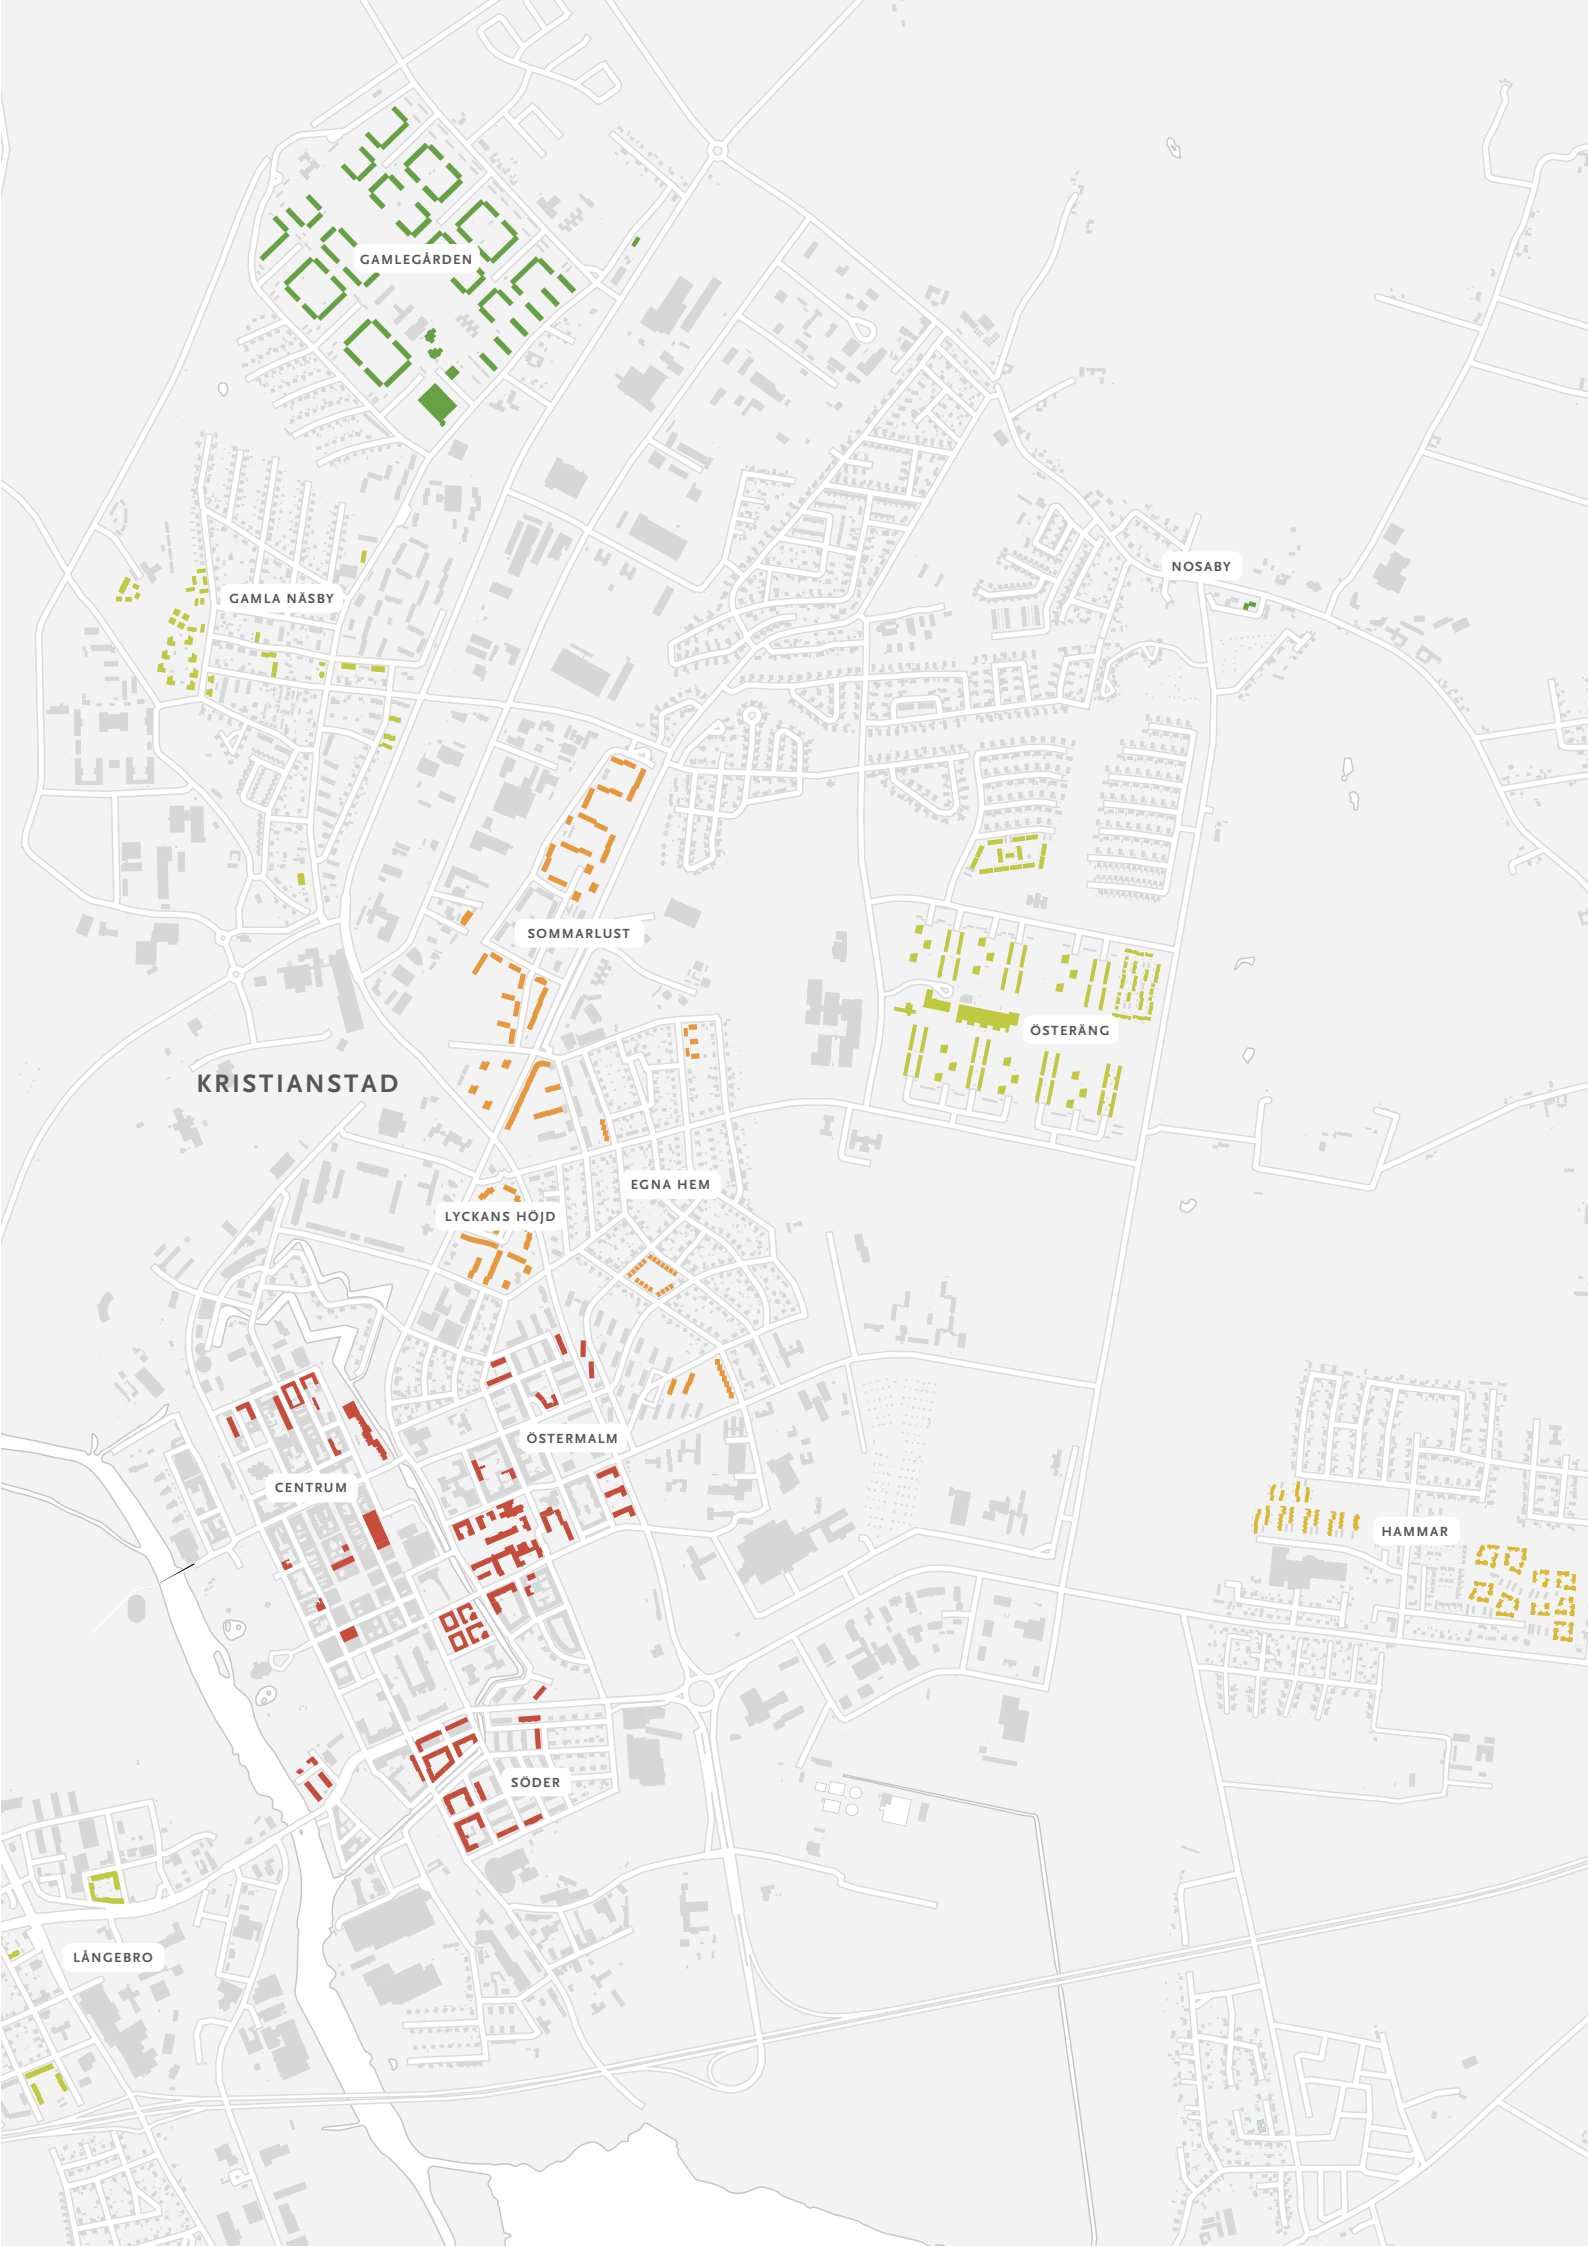 GAMLEGÅRDEN
NOSABY
GAMLA NÄSBY
SOMMARLUST
ÖSTERÄNG
KRISTIANSTAD
EGNA HEM
LYCKANS HÖJD
ÖSTERMALM
CENTRUM
HAMMAR
SÖDER
LÅNGEBRO